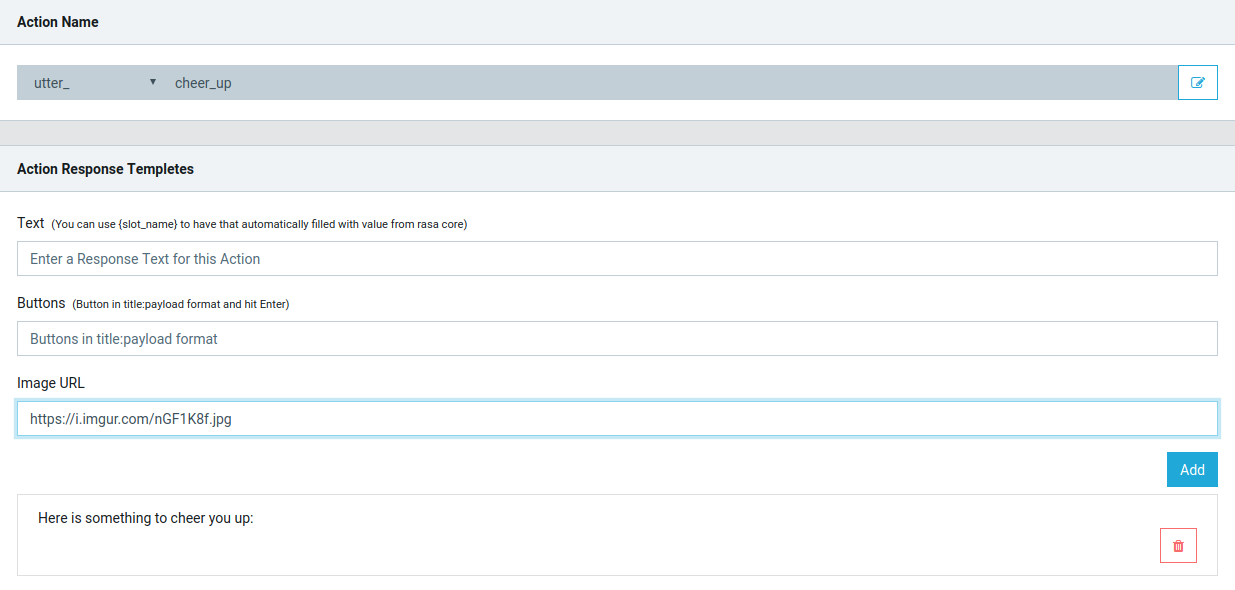 Action Name
utter_ ▼ cheer_up
Action Response Templetes
Text (You can use {slot_name} to have that automatically filled with value from rasa core)
Enter a Response Text for this Action
Buttons (Button in title:payload format and hit Enter)
Buttons in title:payload format
Image URL
https://i.imgur.com/nGF1K8f.jpg
Add
Here is something to cheer you up: